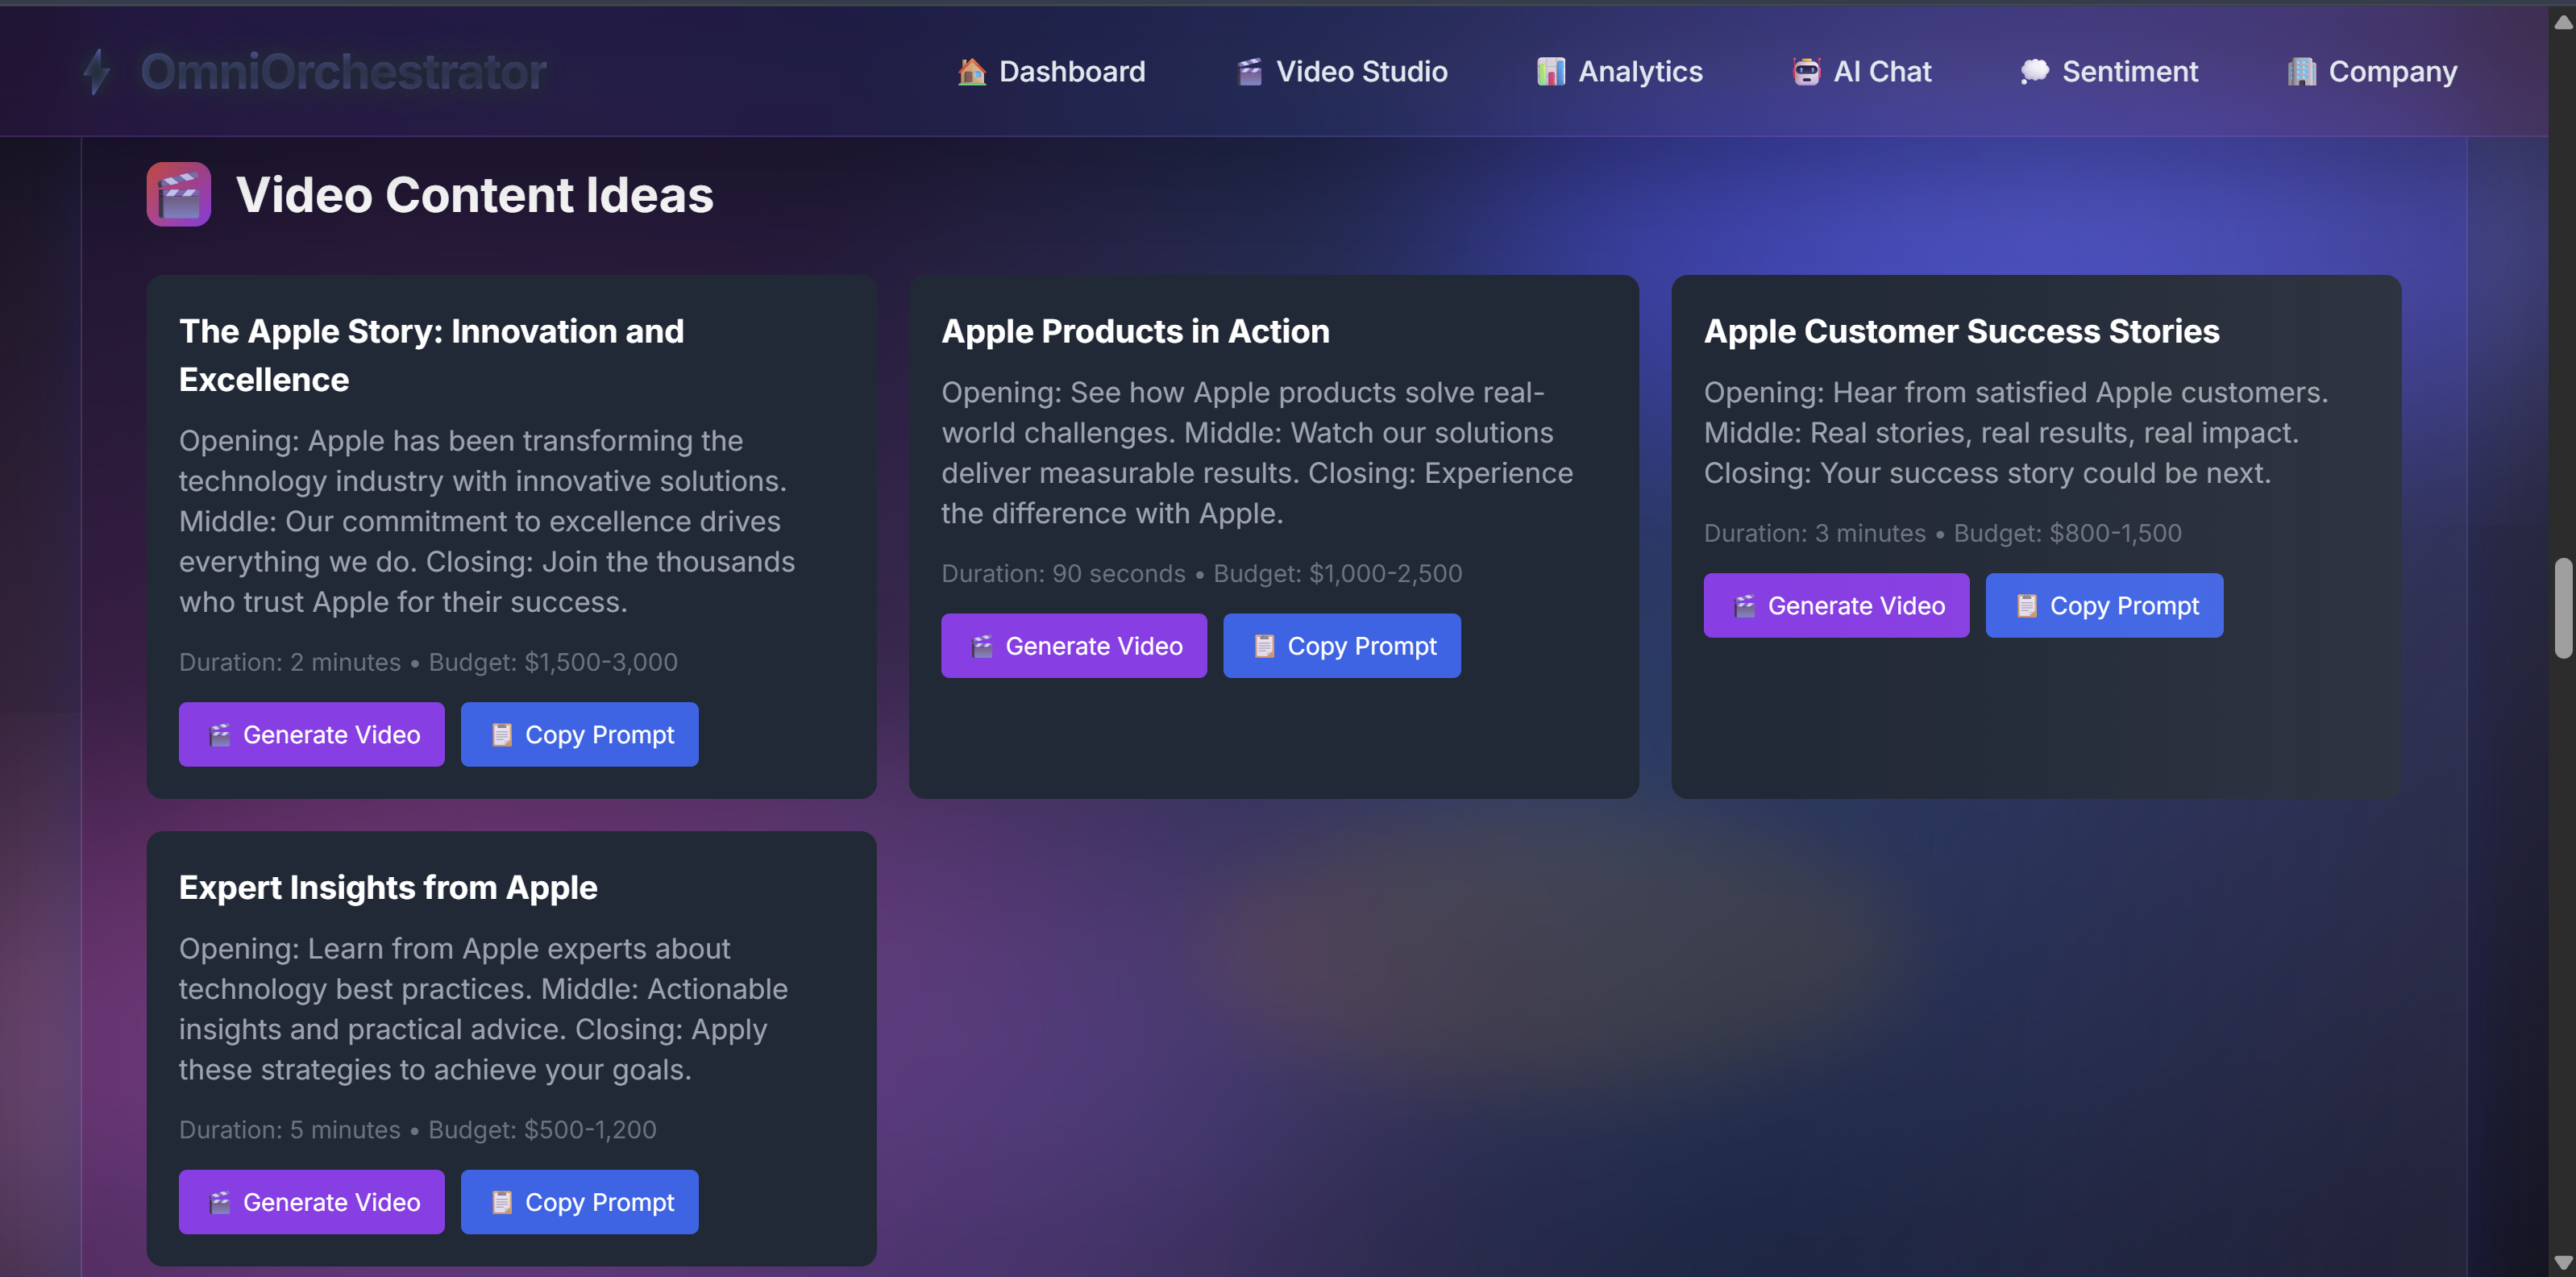 OmniOrchestrator
Dashboard
Video Studio
Analytics
AI Chat
Sentiment
Company
Video Content Ideas
The Apple Story: Innovation and
Excellence
Opening: Apple has been transforming the
technology industry with innovative solutions.
Middle: Our commitment to excellence drives
everything we do. Closing: Join the thousands
who trust Apple for their success.
Duration: 2 minutes • Budget: $1,500-3,000
Generate Video
Copy Prompt
Apple Products in Action
Opening: See how Apple products solve real-
world challenges. Middle: Watch our solutions
deliver measurable results. Closing: Experience
the difference with Apple.
Duration: 90 seconds • Budget: $1,000-2,500
Generate Video
Copy Prompt
Apple Customer Success Stories
Opening: Hear from satisfied Apple customers.
Middle: Real stories, real results, real impact.
Closing: Your success story could be next.
Duration: 3 minutes • Budget: $800-1,500
Generate Video
Copy Prompt
Expert Insights from Apple
Opening: Learn from Apple experts about
technology best practices. Middle: Actionable
insights and practical advice. Closing: Apply
these strategies to achieve your goals.
Duration: 5 minutes • Budget: $500-1,200
Generate Video
Copy Prompt